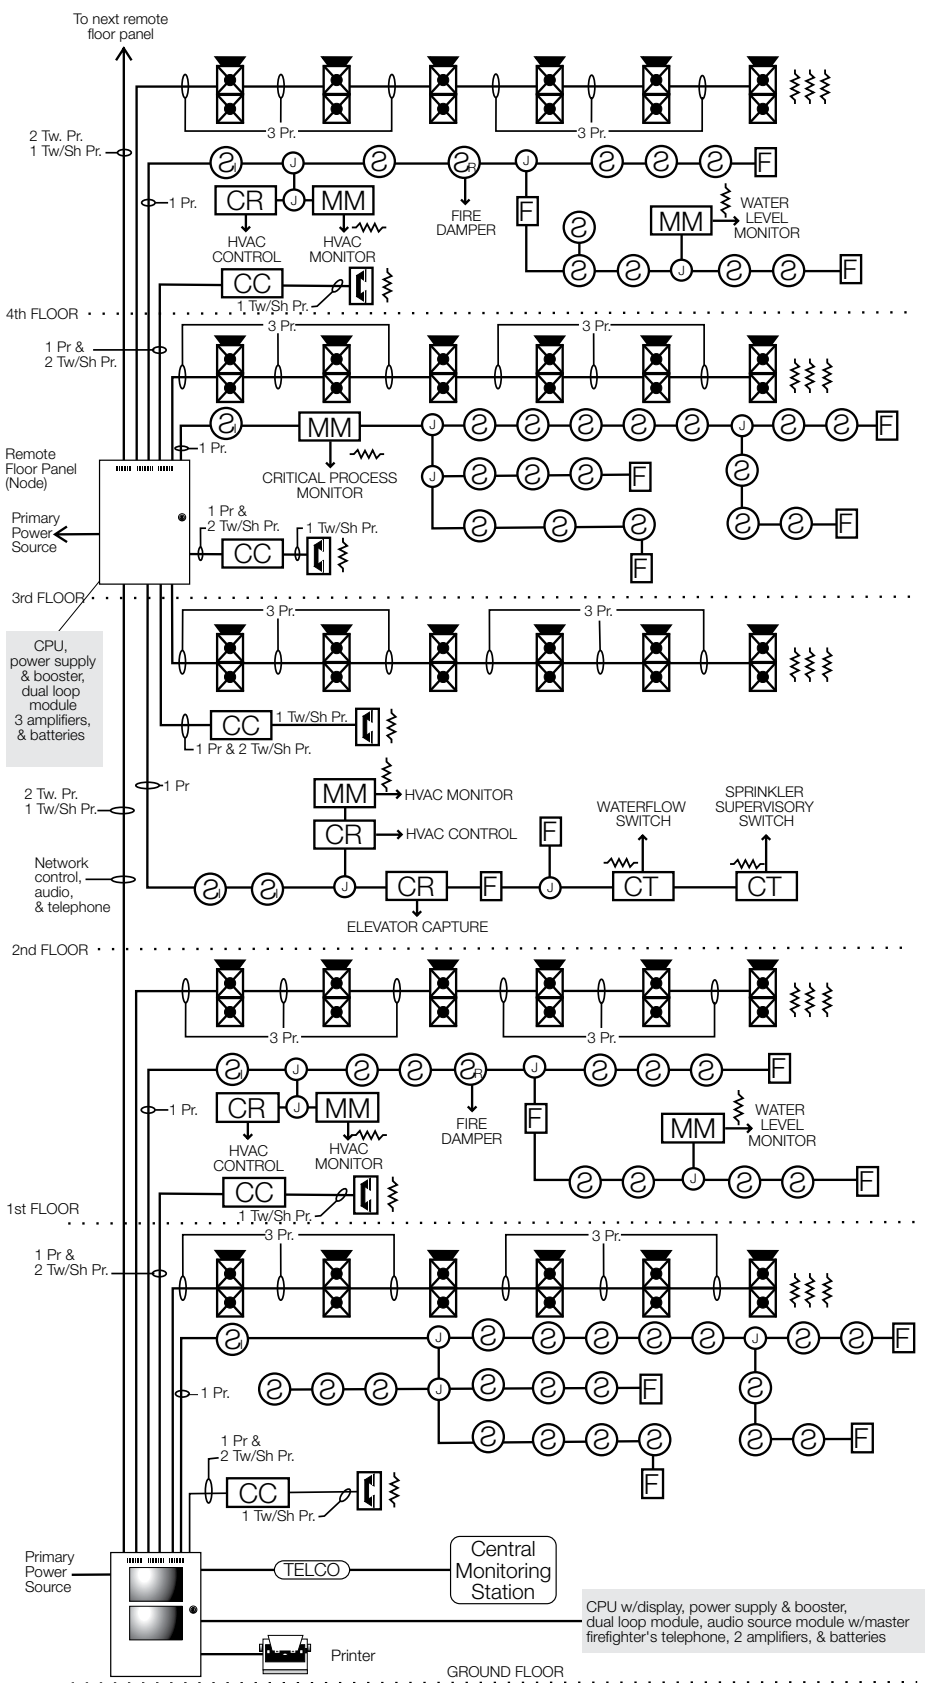 To next remote
floor panel
3 Pr.
3 Pr.
2 Tw. Pr.
1 Tw/Sh Pr.
S I
J
S
S R
J
S
S
S
F
1 Pr.
CR
J
MM
FIRE
DAMPER
F
MM
WATER
LEVEL
MONITOR
HVAC
CONTROL
HVAC
MONITOR
S
S
S
J
S
S
F
CC
1 Tw/Sh Pr.
4th FLOOR
3 Pr.
3 Pr.
1 Pr &
2 Tw/Sh Pr.
S I
MM
J
S
S
S
S
S
J
S
S
F
1 Pr.
CRITICAL PROCESS
MONITOR
J
S
S
S
F
S
Remote
Floor Panel
(Node)
Primary
Power
Source
1 Pr &
2 Tw/Sh Pr.
1 Tw/Sh Pr.
CC
S
S
S
S
S
F
F
3rd FLOOR
3 Pr.
3 Pr.
CPU,
power supply
& booster,
dual loop
module
3 amplifiers,
& batteries
CC
1 Tw/Sh Pr.
1 Pr & 2 Tw/Sh Pr.
1 Pr
2 Tw. Pr.
1 Tw/Sh Pr.
MM
HVAC MONITOR
CR
HVAC CONTROL
F
WATERFLOW
SWITCH
SPRINKLER
SUPERVISORY
SWITCH
Network
control,
audio,
& telephone
S I
S I
J
CR
F
J
CT
CT
ELEVATOR CAPTURE
2nd FLOOR
3 Pr.
3 Pr.
S I
J
S
S
S R
J
S
S
S
F
1 Pr.
CR
J
MM
FIRE
DAMPER
F
MM
WATER
LEVEL
MONITOR
HVAC
CONTROL
HVAC
MONITOR
S
S
J
S
S
F
CC
1 Tw/Sh Pr.
1st FLOOR
3 Pr.
3 Pr.
1 Pr &
2 Tw/Sh Pr.
S I
J
S
S
S
S
S
J
S
S
F
1 Pr.
S
S
S
J
S
S
S
F
S
S
S
S
S
F
S
S
F
1 Pr &
2 Tw/Sh Pr.
CC
1 Tw/Sh Pr.
Primary
Power
Source
TELCO
Central
Monitoring
Station
CPU w/display, power supply & booster,
dual loop module, audio source module w/master
firefighter's telephone, 2 amplifiers, & batteries
Printer
GROUND FLOOR